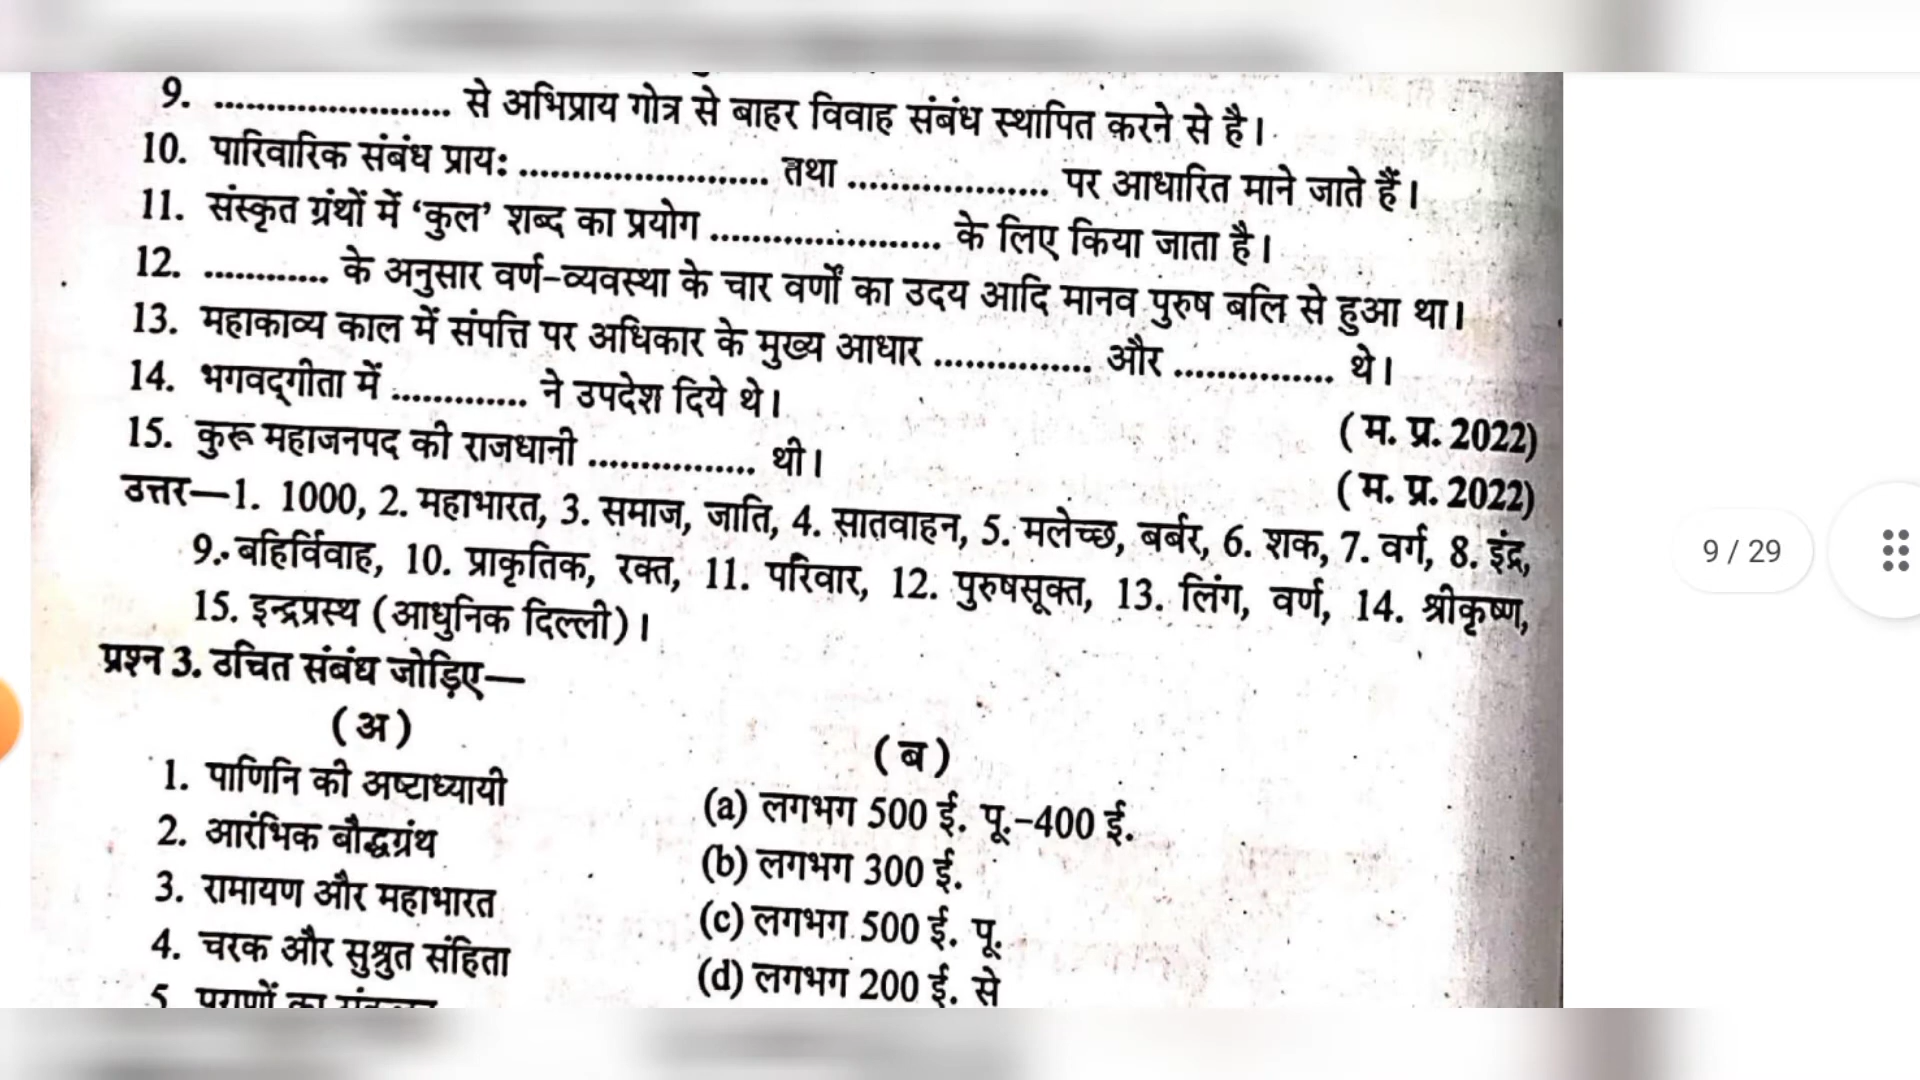 9. ........................ से अभिप्राय गोत्र से बाहर विवाह संबंध स्थापित करने से है।
10. पारिवारिक संबंध प्रायः ........................ तथा ................... पर आधारित माने जाते हैं।
11. संस्कृत ग्रंथों में ‘कुल’ शब्द का प्रयोग ...................... के लिए किया जाता है।
12. ............ के अनुसार वर्ण-व्यवस्था के चार वर्णों का उदय आदि मानव पुरुष बलि से हुआ था।
13. महाकाव्य काल में संपत्ति पर अधिकार के मुख्य आधार ............... और ............... थे।
14. भगवद्‌गीता में ............. ने उपदेश दिये थे।
(म. प्र. 2022)
15. कुरू महाजनपद की राजधानी ................ थी।
(म. प्र. 2022)
उत्तर—1. 1000, 2. महाभारत, 3. समाज, जाति, 4. सातवाहन, 5. मलेच्छ, बर्बर, 6. शक, 7. वर्ग, 8. इंद्र,
9. बहिर्विवाह, 10. प्राकृतिक, रक्त, 11. परिवार, 12. पुरुषसूक्त, 13. लिंग, वर्ण, 14. श्रीकृष्ण,
15. इन्द्रप्रस्थ (आधुनिक दिल्ली)।
प्रश्न 3. उचित संबंध जोड़िए—
(अ)
(ब)
1. पाणिनि की अष्टाध्यायी
(a) लगभग 500 ई. पू.-400 ई.
2. आरंभिक बौद्धग्रंथ
(b) लगभग 300 ई.
3. रामायण और महाभारत
(c) लगभग 500 ई. पू.
4. चरक और सुश्रुत संहिता
(d) लगभग 200 ई. से
5
9 / 29